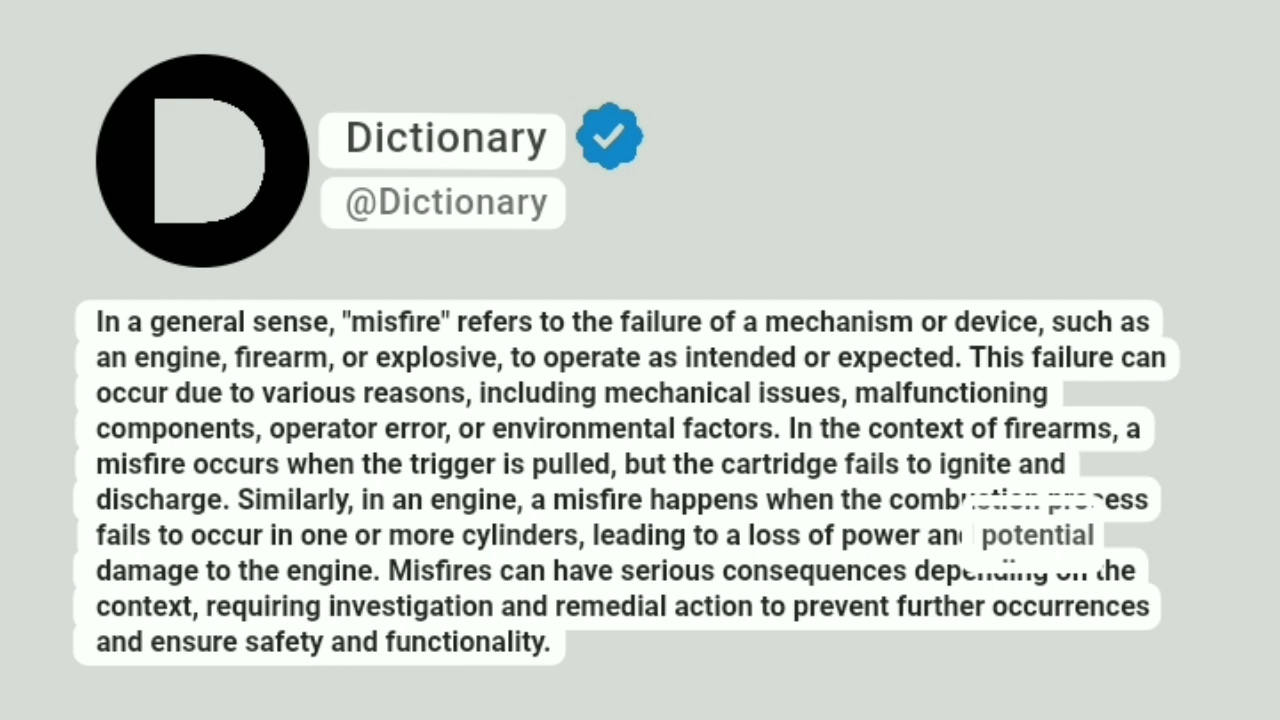 Dictionary
@Dictionary
In a general sense, "misfire" refers to the failure of a mechanism or device, such as
an engine, firearm, or explosive, to operate as intended or expected. This failure can
occur due to various reasons, including mechanical issues, malfunctioning
components, operator error, or environmental factors. In the context of firearms, a
misfire occurs when the trigger is pulled, but the cartridge fails to ignite and
discharge. Similarly, in an engine, a misfire happens when the combustion process
fails to occur in one or more cylinders, leading to a loss of power and potential
damage to the engine. Misfires can have serious consequences depending on the
context, requiring investigation and remedial action to prevent further occurrences
and ensure safety and functionality.